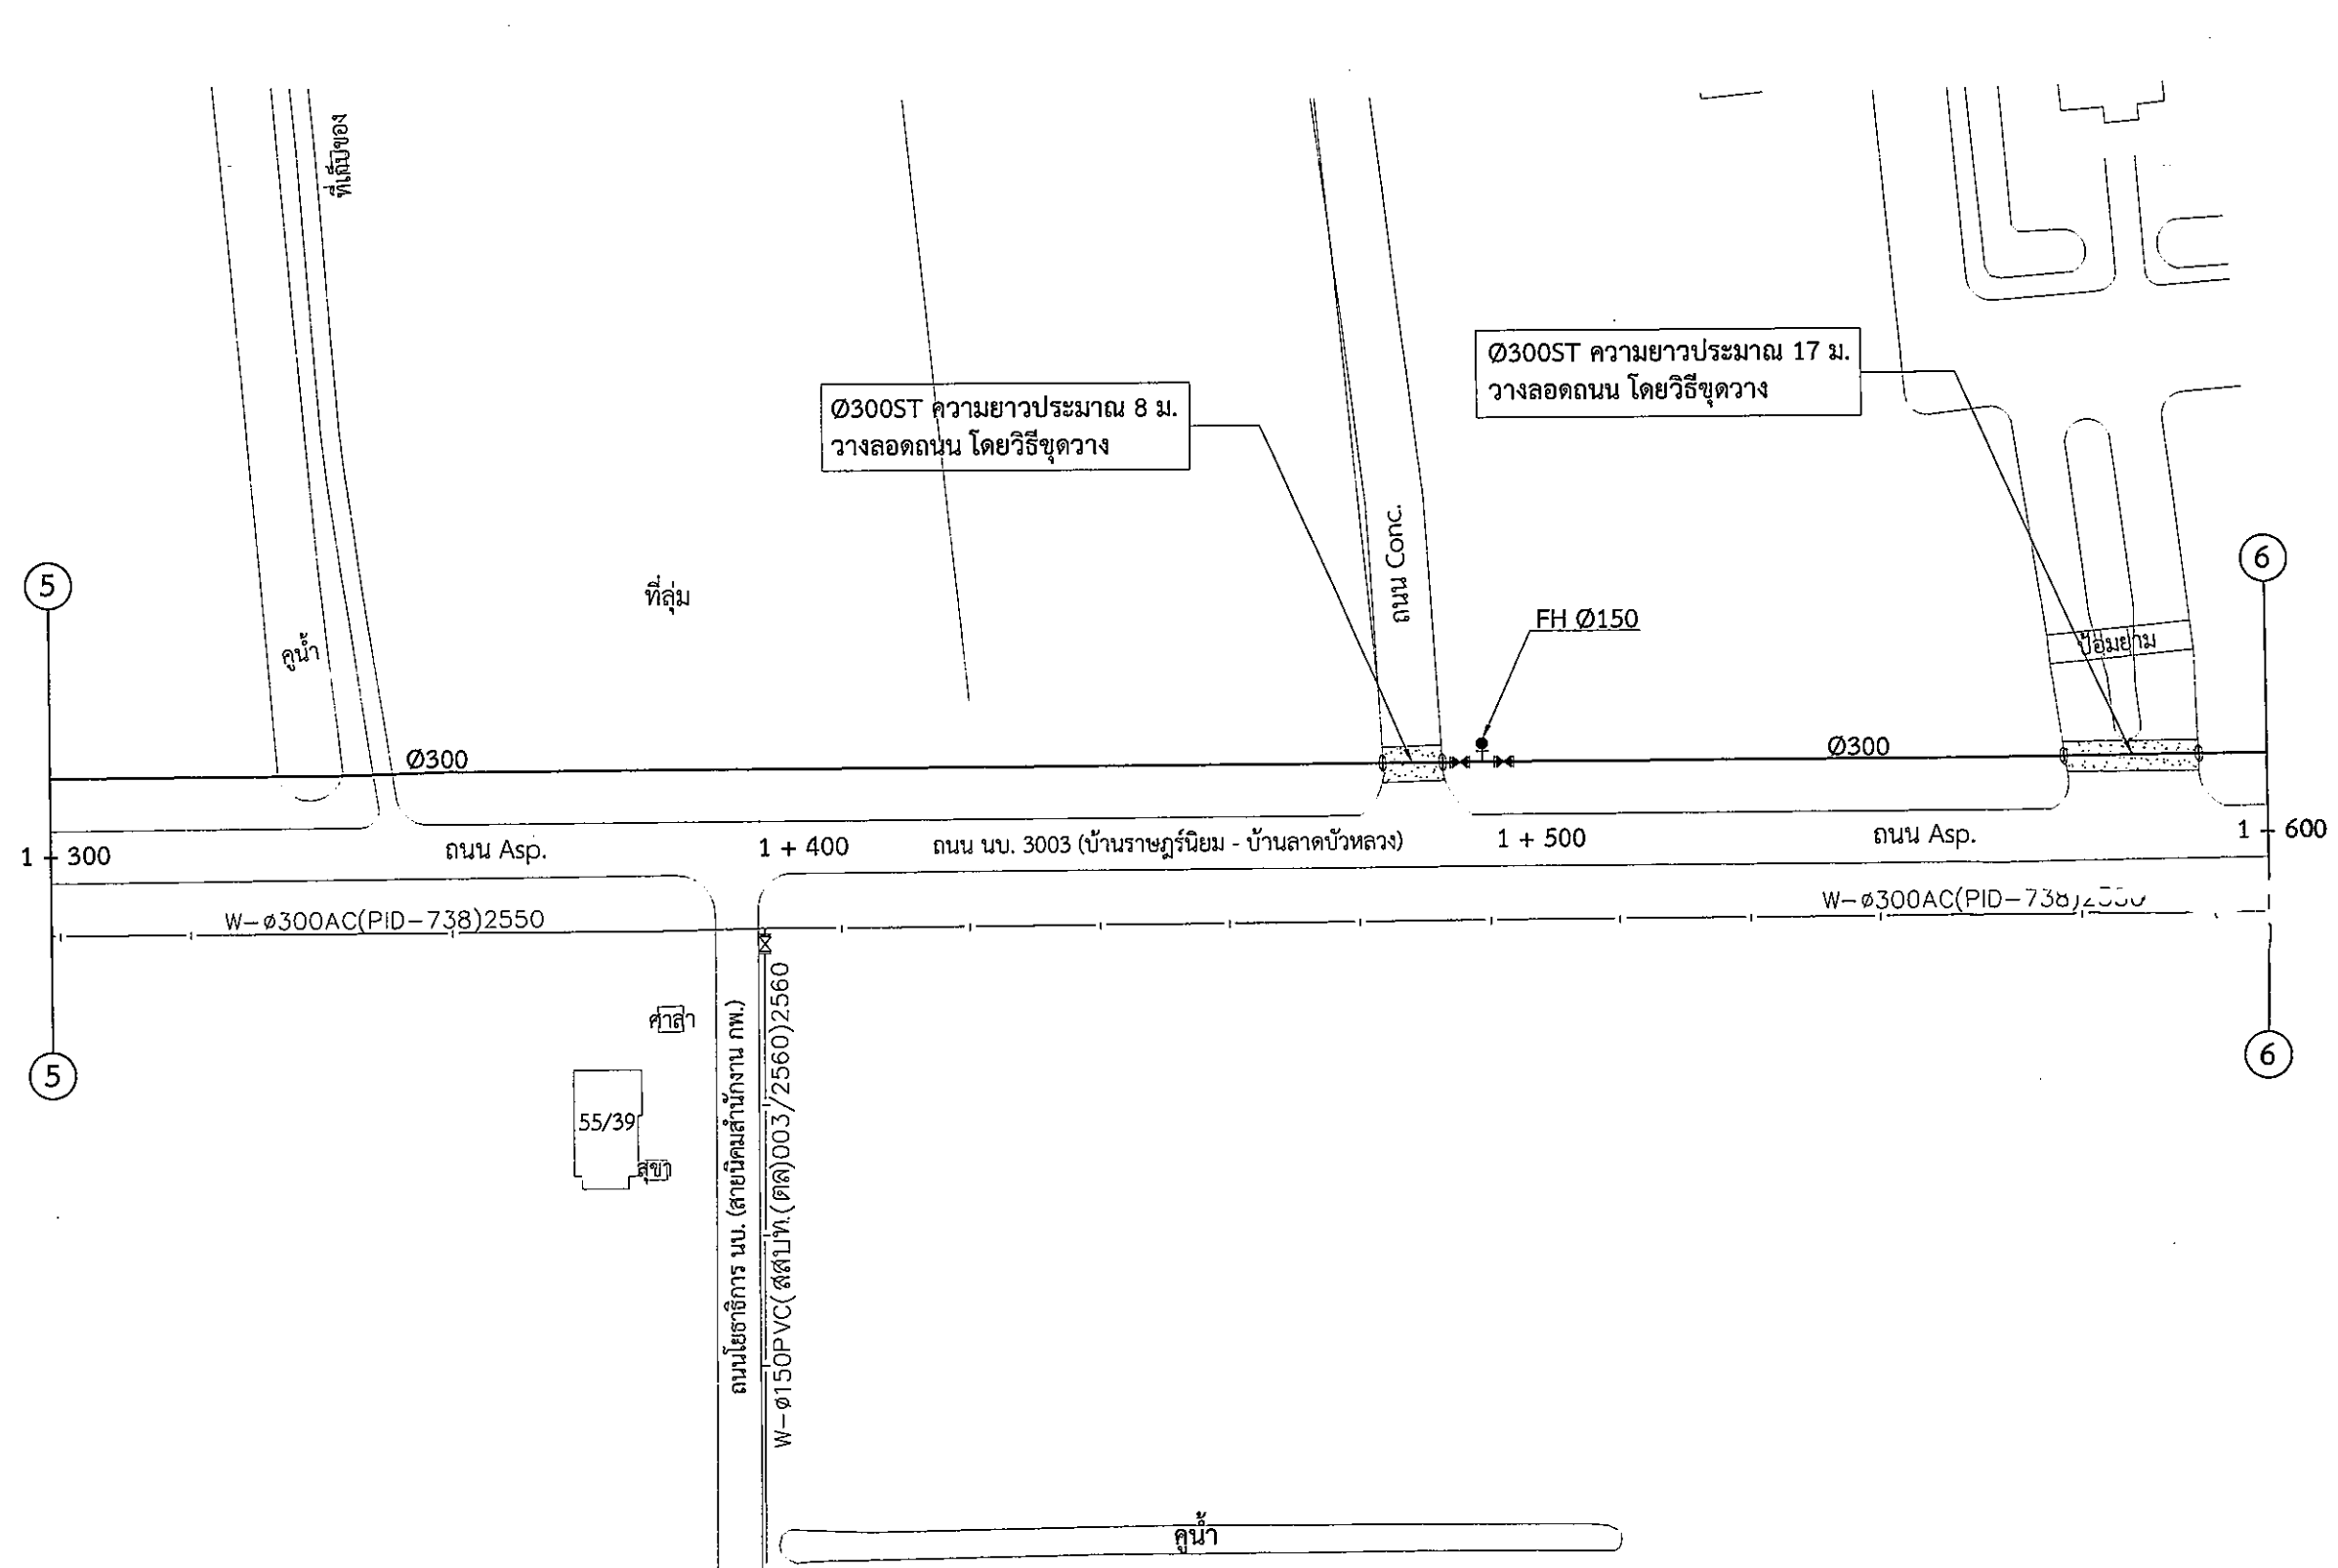 ที่เก็บของ
Ø300ST ความยาวประมาณ 17 ม.
วางลอดถนน โดยวิธีขุดวาง
Ø300ST ความยาวประมาณ 8 ม.
วางลอดถนน โดยวิธีขุดวาง
ถนน Conc.
5
6
ที่ลุ่ม
FH Ø150
คูน้ำ
ป้อมยาม
Ø300
Ø300
1 + 300
ถนน Asp.
1 + 400
ถนน นบ. 3003 (บ้านราษฎร์นิยม - บ้านลาดบัวหลวง)
1 + 500
ถนน Asp.
1 + 600
W-ø300AC(PID-738)2550
W-ø300AC(PID-738)2550
ศาลา
5
6
55/39
สุขา
ถนนโยธาธิการ นบ. (สายนิคมสำนักงาน กพ.)
W-ø150PVC(สสบท.(ตล)003/2560)2560
คูน้ำ